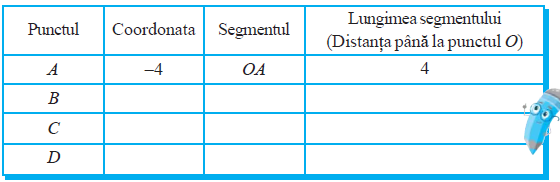 Punctul Coordonata Segmentul Lungimea segmentului
(Distanța până la punctul O)
A –4 OA 4
B
C
D